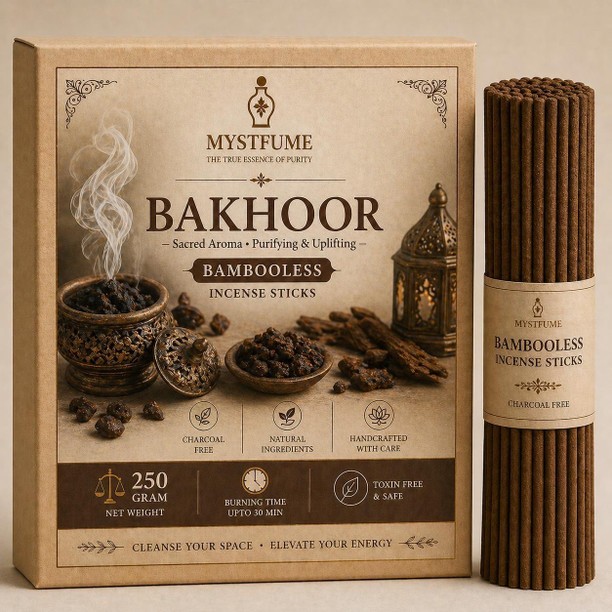 MYSTFUME
THE TRUE ESSENCE OF PURITY
BAKHOOR
– Sacred Aroma • Purifying & Uplifting –
BAMBOOLESS
INCENSE STICKS
CHARCOAL
FREE
NATURAL
INGREDIENTS
HANDCRAFTED
WITH CARE
250
GRAM
NET WEIGHT
BURNING TIME
UPTO 30 MIN
TOXIN FREE
& SAFE
CLEANSE YOUR SPACE • ELEVATE YOUR ENERGY
MYSTFUME
BAMBOOLESS
INCENSE STICKS
CHARCOAL FREE